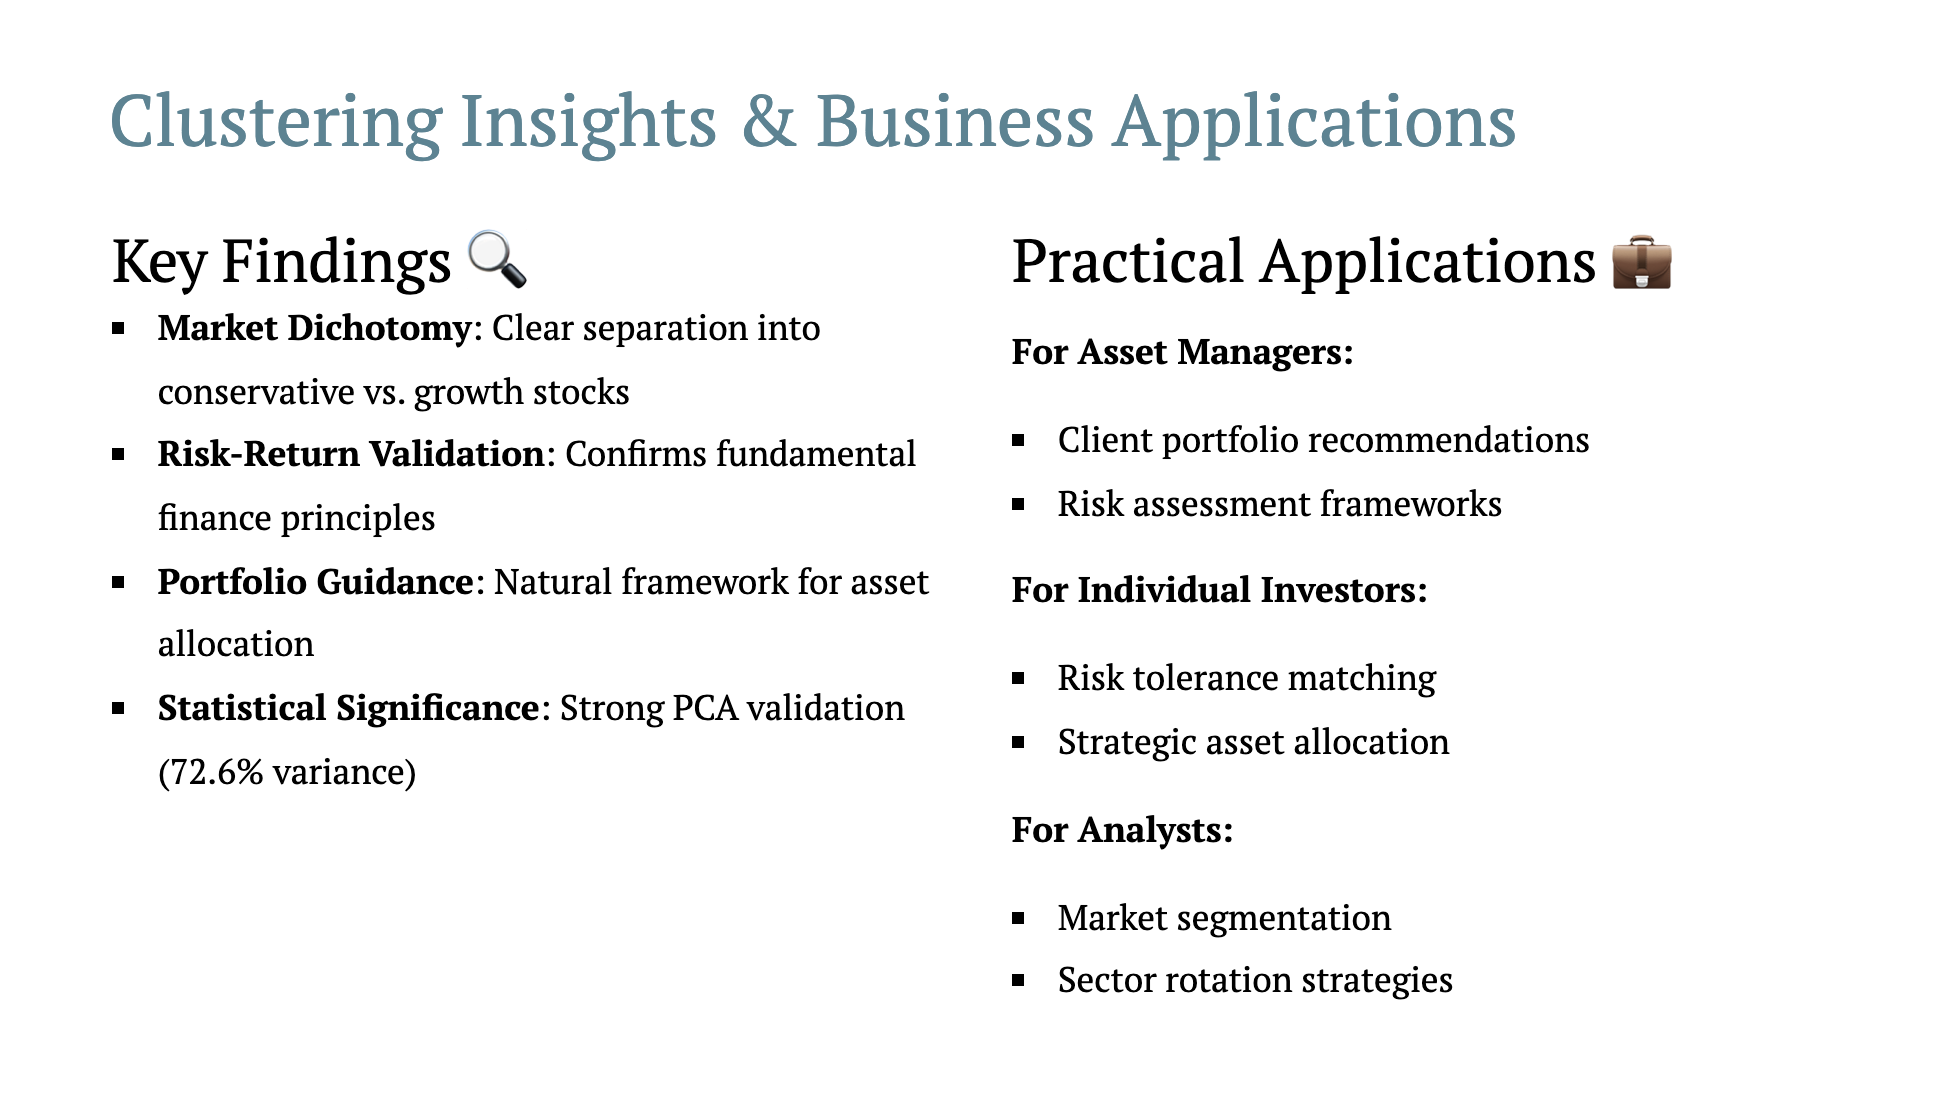 Clustering Insights & Business Applications
Key Findings 🔍
▪ Market Dichotomy: Clear separation into
conservative vs. growth stocks
▪ Risk-Return Validation: Confirms fundamental
finance principles
▪ Portfolio Guidance: Natural framework for asset
allocation
▪ Statistical Significance: Strong PCA validation
(72.6% variance)
Practical Applications 💼
For Asset Managers:
▪ Client portfolio recommendations
▪ Risk assessment frameworks
For Individual Investors:
▪ Risk tolerance matching
▪ Strategic asset allocation
For Analysts:
▪ Market segmentation
▪ Sector rotation strategies